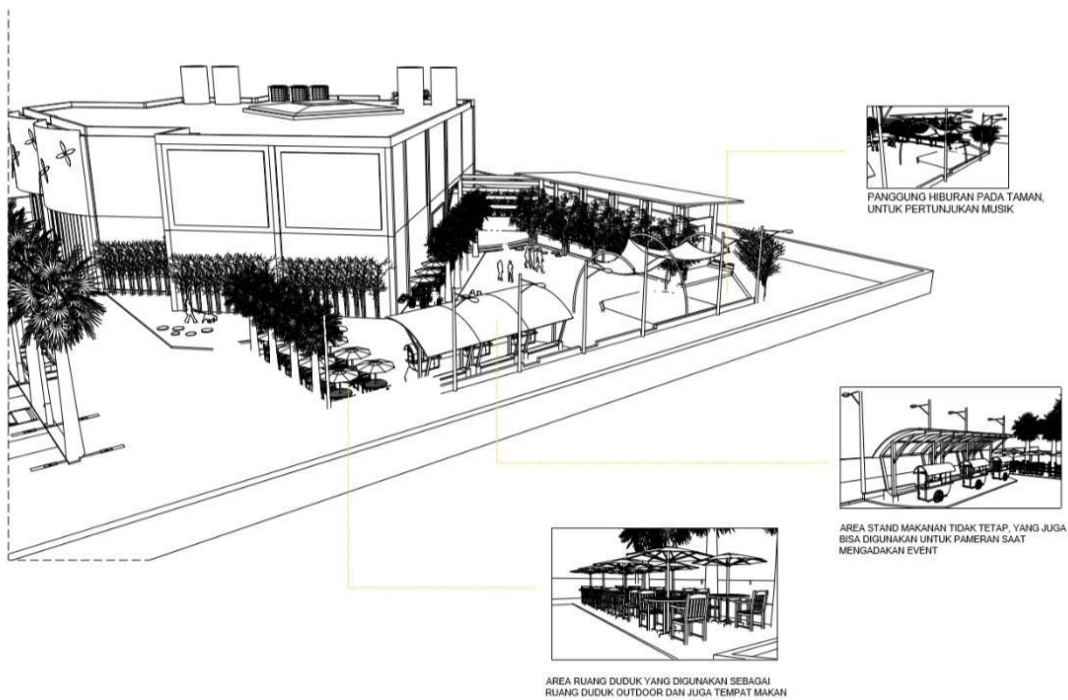 PANGGUNG HIBURAN PADA TAMAN,
UNTUK PERTUNJUKAN MUSIK
AREA STAND MAKANAN TIDAK TETAP, YANG JUGA
BISA DIGUNAKAN UNTUK PAMERAN SAAT
MENGADAKAN EVENT
AREA RUANG DUDUK YANG DIGUNAKAN SEBAGAI
RUANG DUDUK OUTDOOR DAN JUGA TEMPAT MAKAN